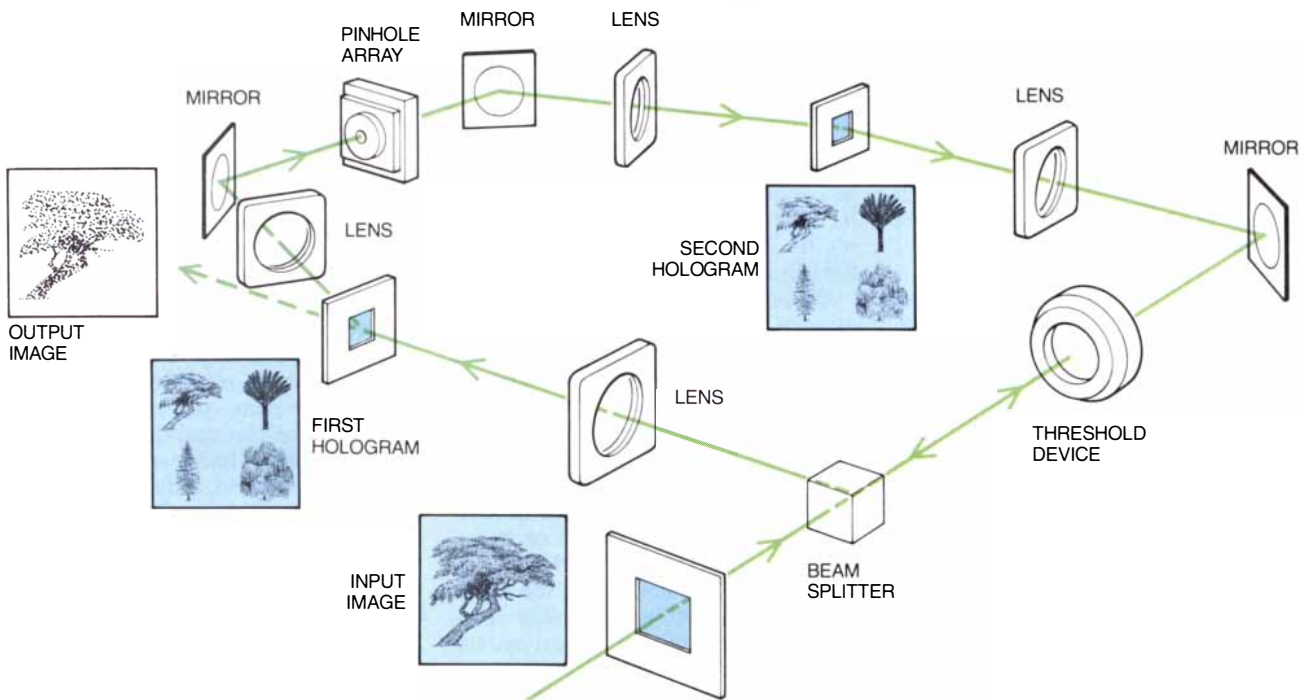 PINHOLE
ARRAY
MIRROR
LENS
MIRROR
LENS
MIRROR
LENS
SECOND
HOLOGRAM
OUTPUT
IMAGE
FIRST
HOLOGRAM
LENS
THRESHOLD
DEVICE
INPUT
IMAGE
BEAM
SPLITTER